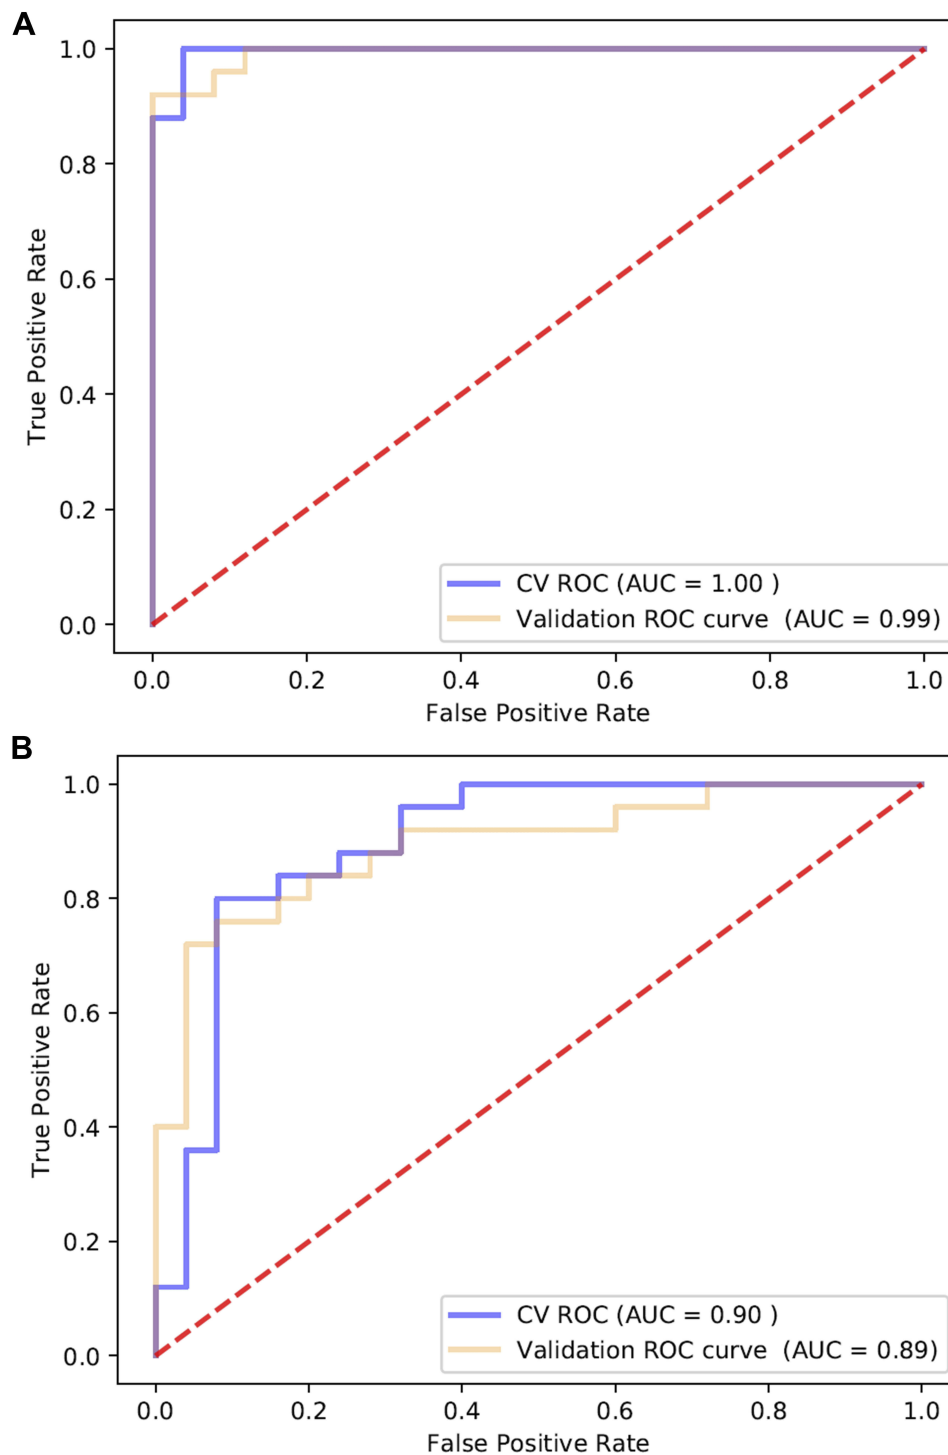 A
1.0
0.8
0.6
0.4
0.2
0.0
True Positive Rate
CV ROC (AUC = 1.00 )
Validation ROC curve  (AUC = 0.99)
0.0 0.2 0.4 0.6 0.8 1.0
False Positive Rate
B
1.0
0.8
0.6
0.4
0.2
0.0
True Positive Rate
CV ROC (AUC = 0.90 )
Validation ROC curve  (AUC = 0.89)
0.0 0.2 0.4 0.6 0.8 1.0
False Positive Rate